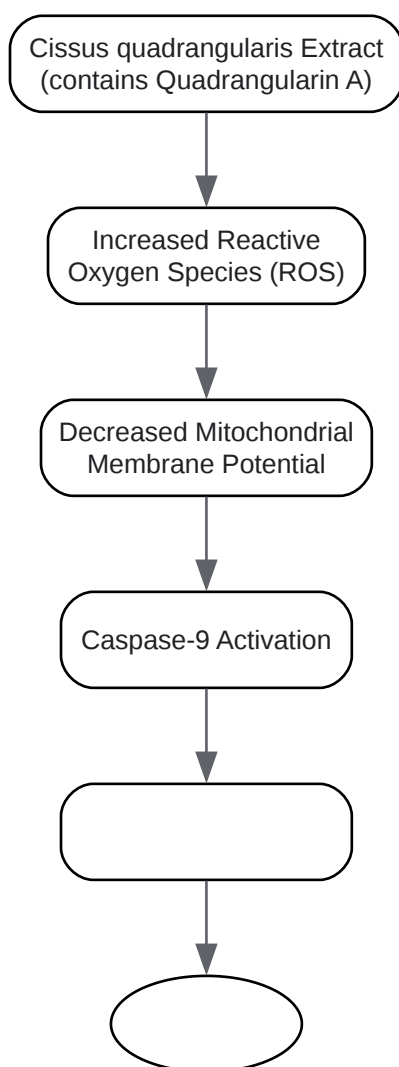 Cissus quadrangularis Extract
(contains Quadrangularin A)
Increased Reactive
Oxygen Species (ROS)
Decreased Mitochondrial
Membrane Potential
Caspase-9 Activation